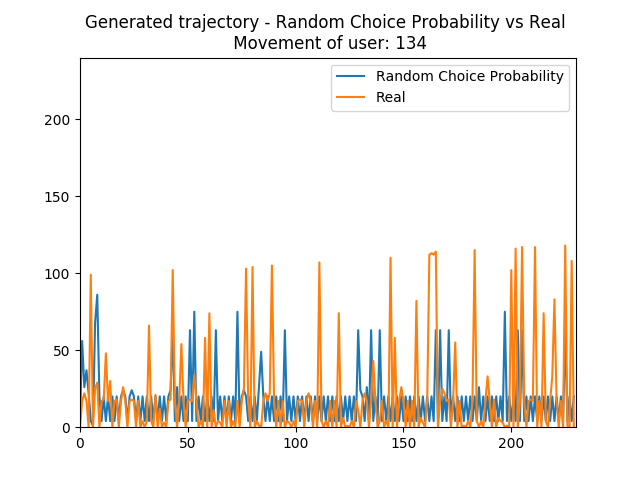 Generated trajectory - Random Choice Probability vs Real
Movement of user: 134
Random Choice Probability
Real
200
150
100
50
0
0 50 100 150 200